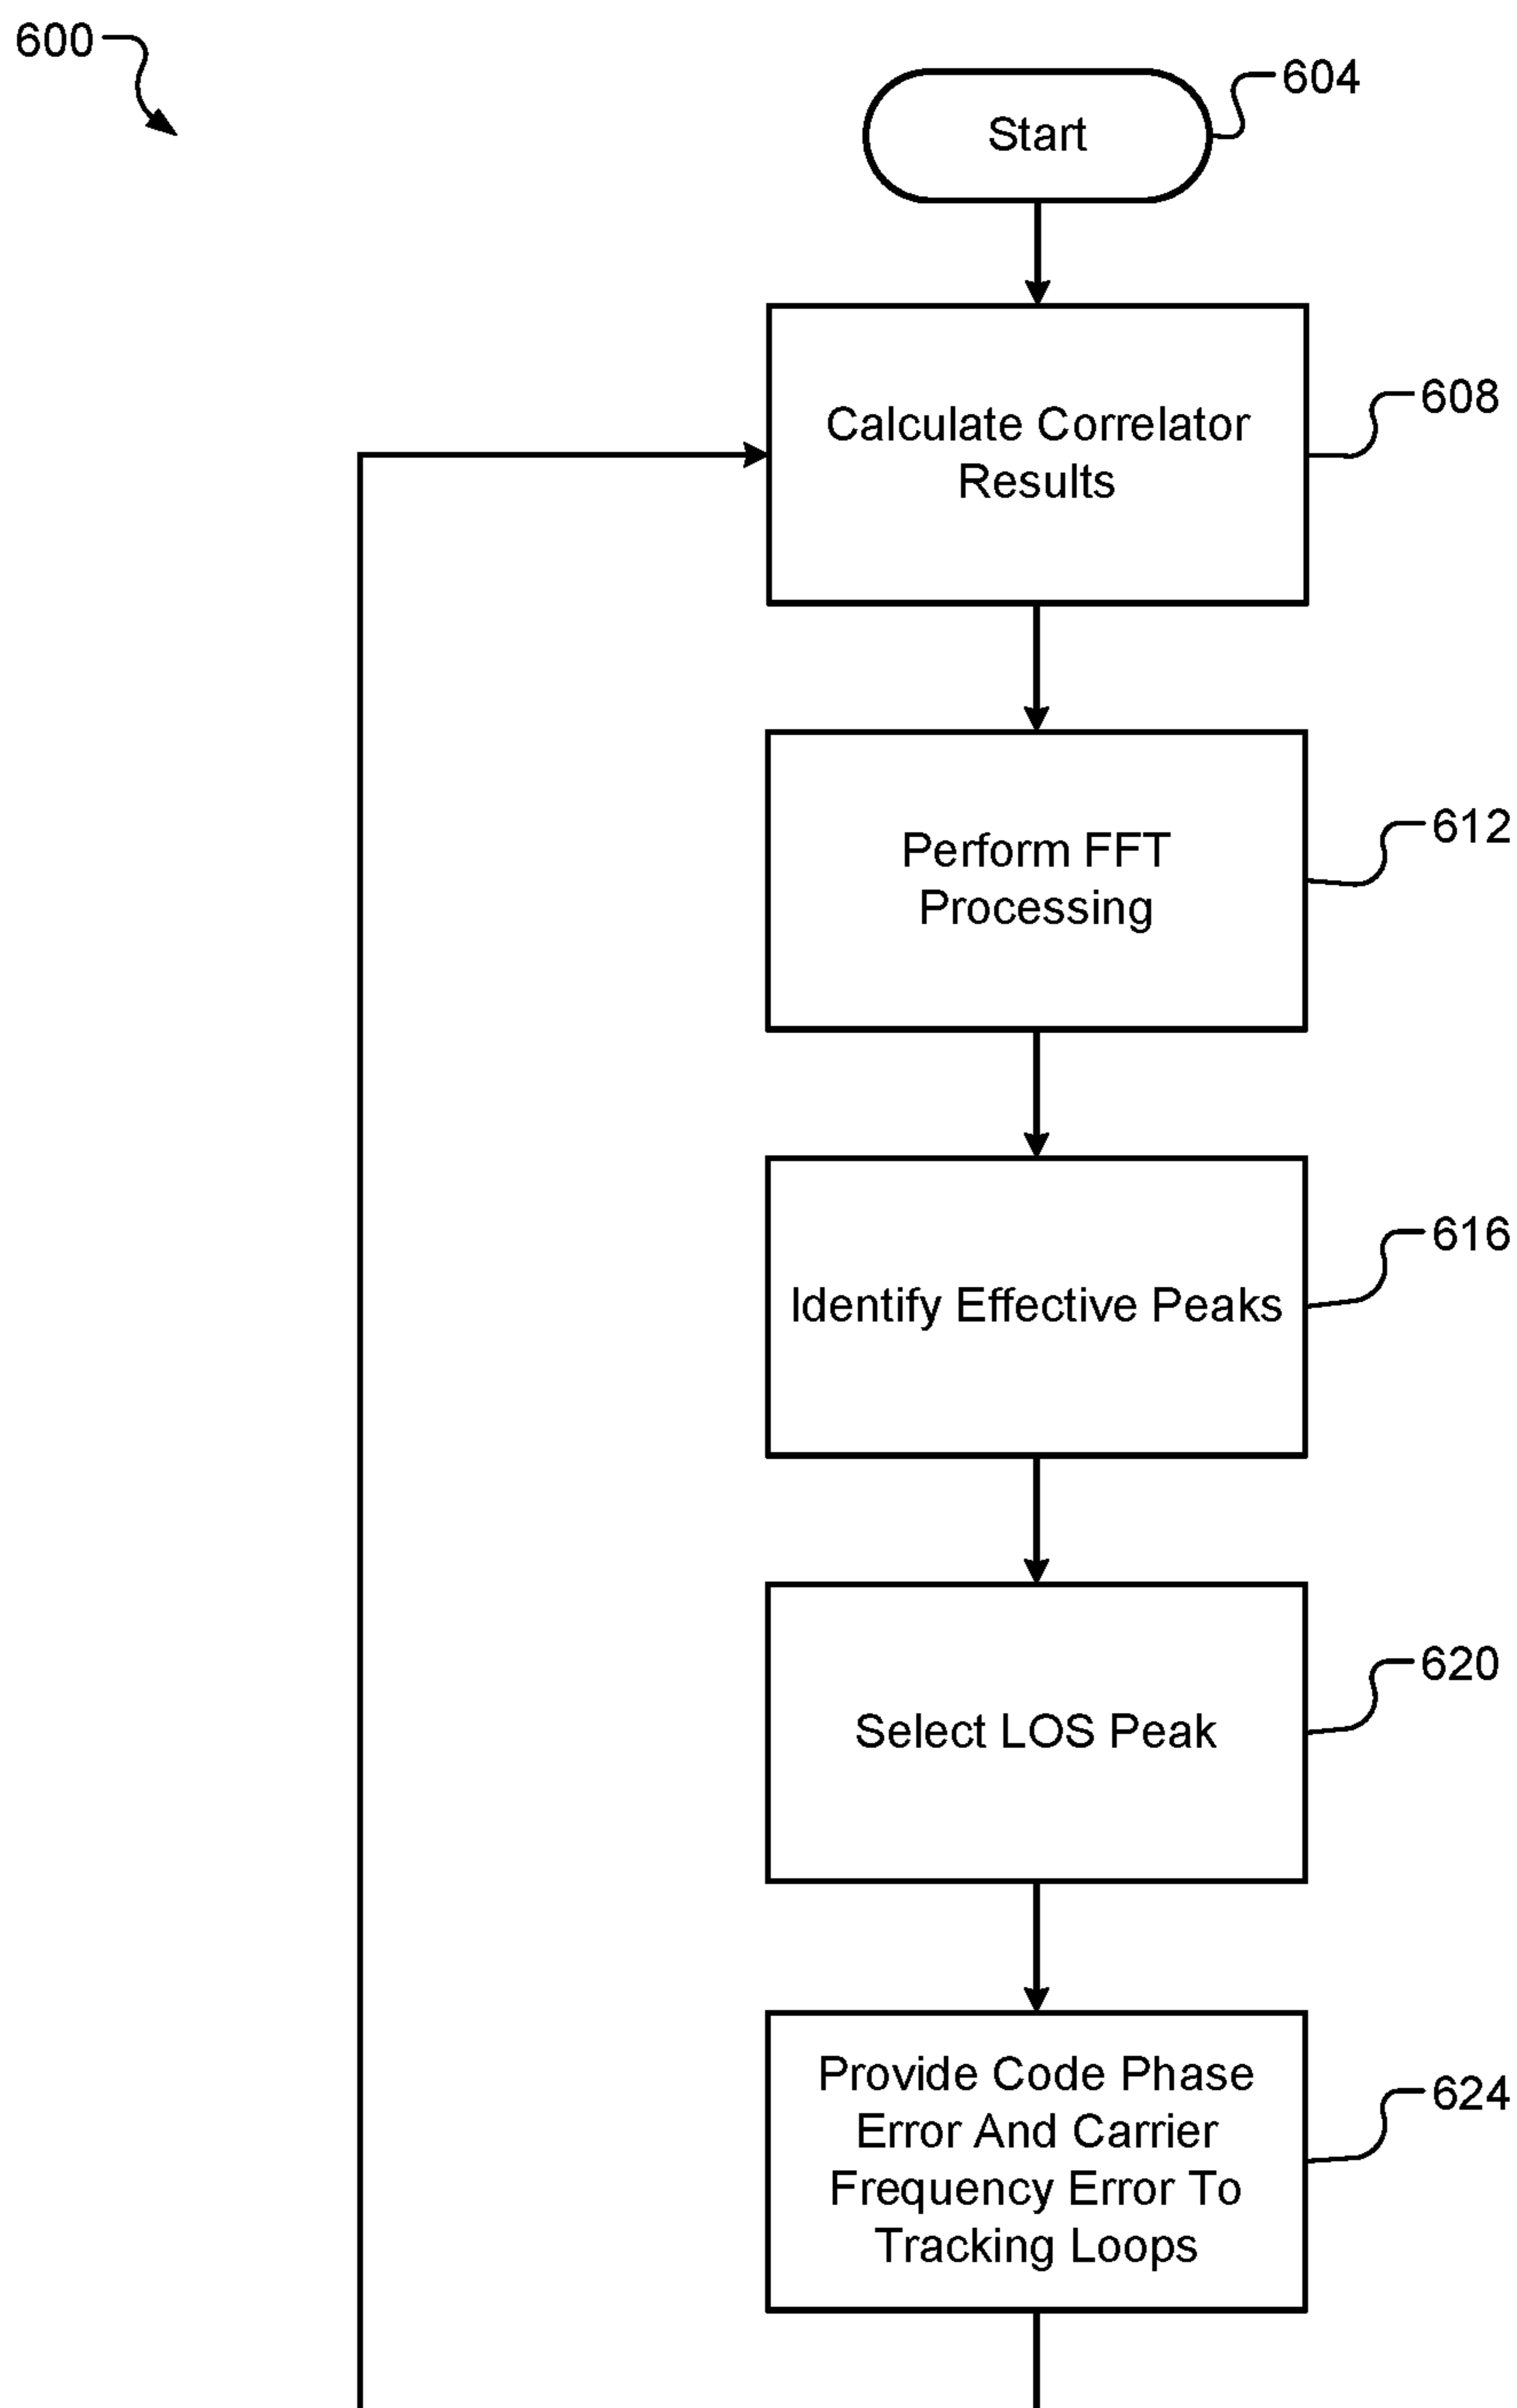 600
Start
604
Calculate Correlator
Results
608
Perform FFT
Processing
612
Identify Effective Peaks
616
Select LOS Peak
620
Provide Code Phase
Error And Carrier
Frequency Error To
Tracking Loops
624